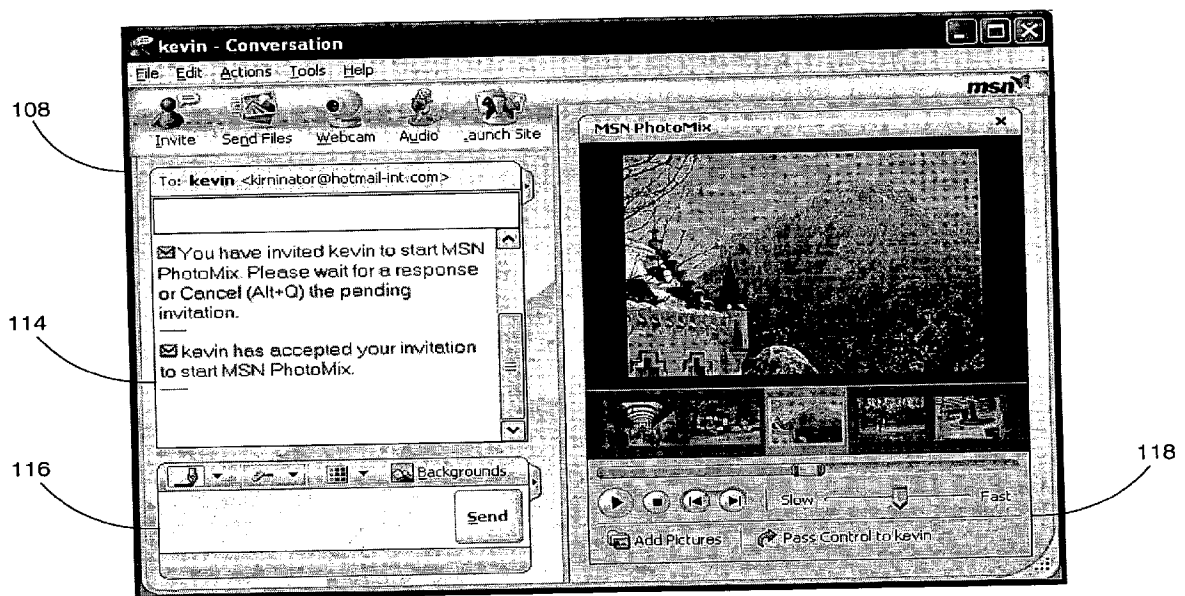 kevin - Conversation
File Edit Actions Tools Help
msn
Invite Send Files Webcam Audio aunch Site
To: kevin <kirninator@hotmail-int.com>
You have invited kevin to start MSN
PhotoMix. Please wait for a response
or Cancel (Alt+Q) the pending
invitation.
kevin has accepted your invitation
to start MSN PhotoMix.
Backgrounds
Send
MSN PhotoMix
Slow Fast
Add Pictures Pass Control to kevin
108
114
116
118